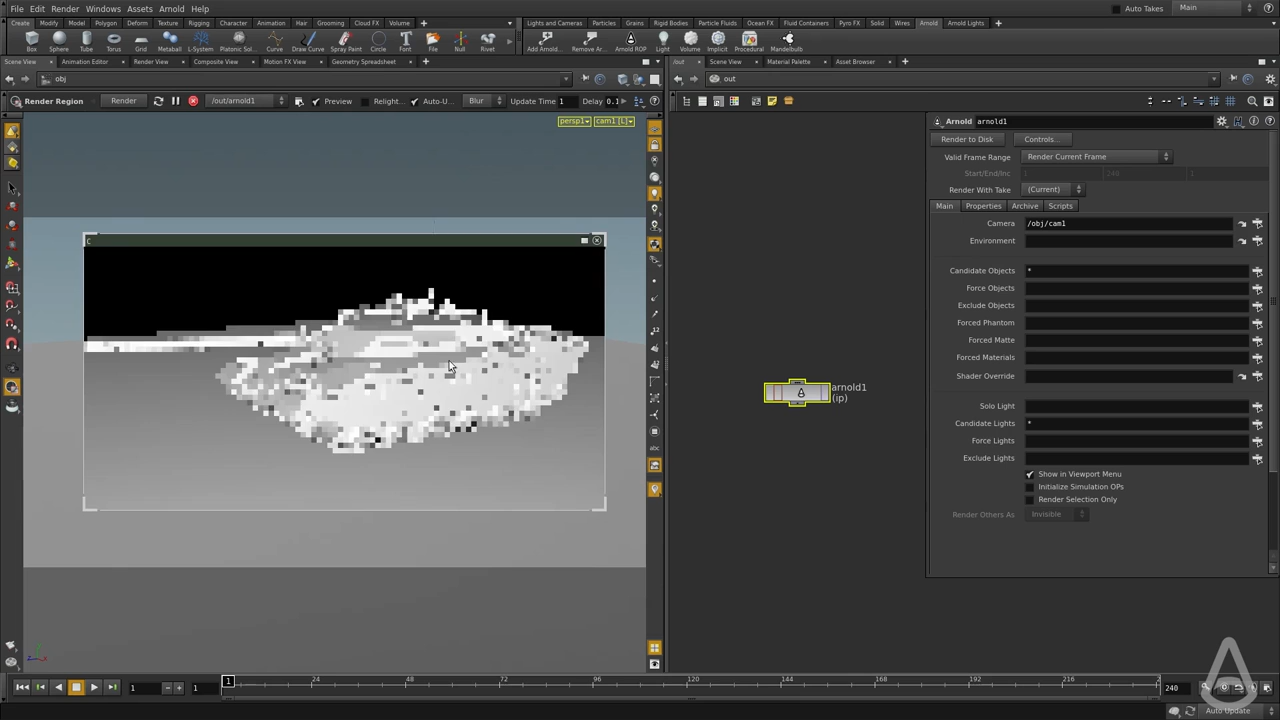 File Edit Render Windows Assets Arnold Help
Auto Takes Main
Create Modify Model Polygon Deform Texture Rigging Character Animation Hair Grooming Cloud FX Volume
Lights and Cameras Particles Grains Rigid Bodies Particle Fluids Ocean FX Fluid Containers Pyro FX Solid Wires Arnold Arnold Lights
Box Sphere Tube Torus Grid Metaball L-System Platonic Sol... Curve Draw Curve Spray Paint Circle Font File Null Rivet
Add Arnold... Remove Ar... Arnold ROP Light Volume Implicit Procedural Mandelbulb
Scene View Animation Editor Render View Composite View Motion FX View Geometry Spreadsheet
/out Scene View Material Palette Asset Browser
obj
out
Render Region Render /out/arnold1 Preview Relight... Auto-U... Blur Update Time 1 Delay 0.1
persp1 cam1 [L]
C
abc
arnold1
(ip)
Arnold arnold1
Render to Disk Controls...
Valid Frame Range Render Current Frame
Start/End/Inc 1 240 1
Render With Take (Current)
Main Properties Archive Scripts
Camera /obj/cam1
Environment
Candidate Objects *
Force Objects
Exclude Objects
Forced Phantom
Forced Matte
Forced Materials
Shader Override
Solo Light
Candidate Lights *
Force Lights
Exclude Lights
Show in Viewport Menu
Initialize Simulation OPs
Render Selection Only
Render Others As Invisible
1 1 1 24 48 72 96 120 144 168 192 216 2 240
Auto Update